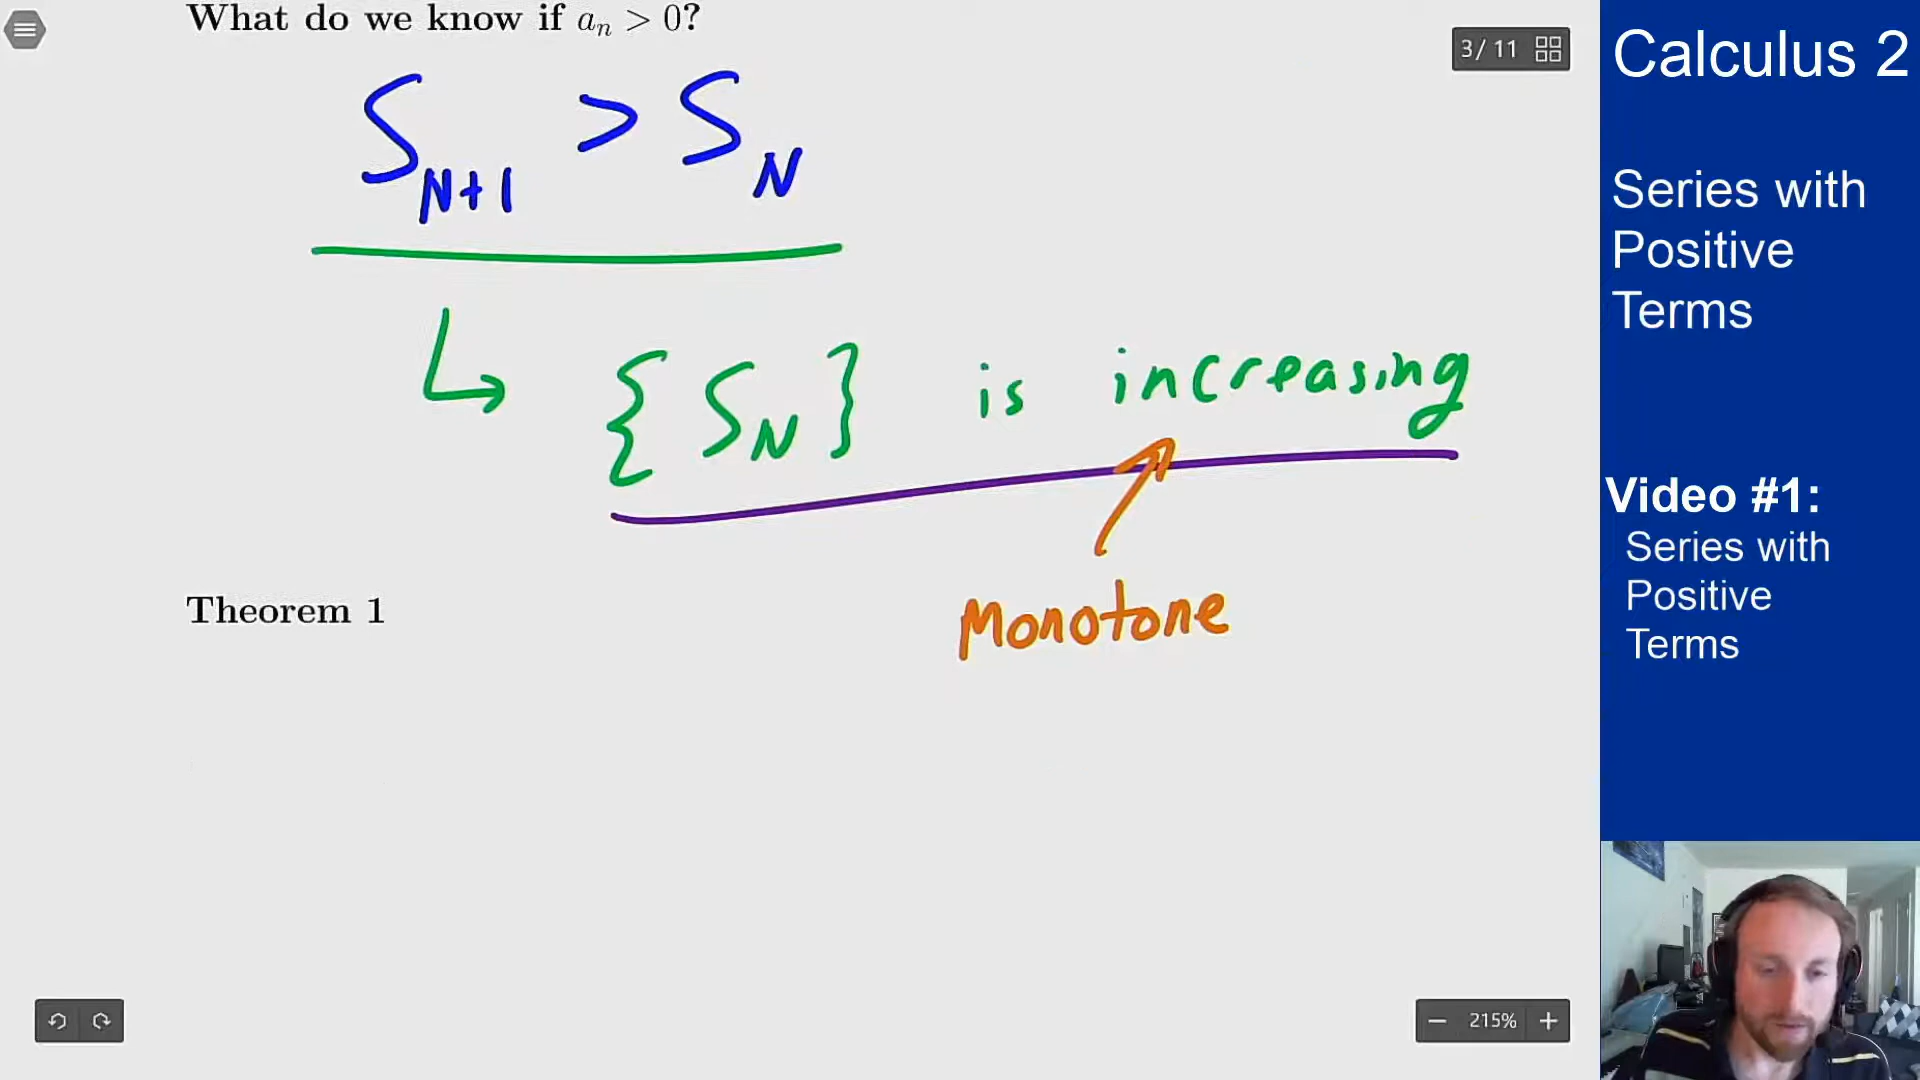 What do we know if aₙ > 0?
3 / 11
S_{N+1} > S_N
{S_N} is increasing
Monotone
Theorem 1
215%
Calculus 2
Series with
Positive
Terms
Video #1:
Series with
Positive
Terms